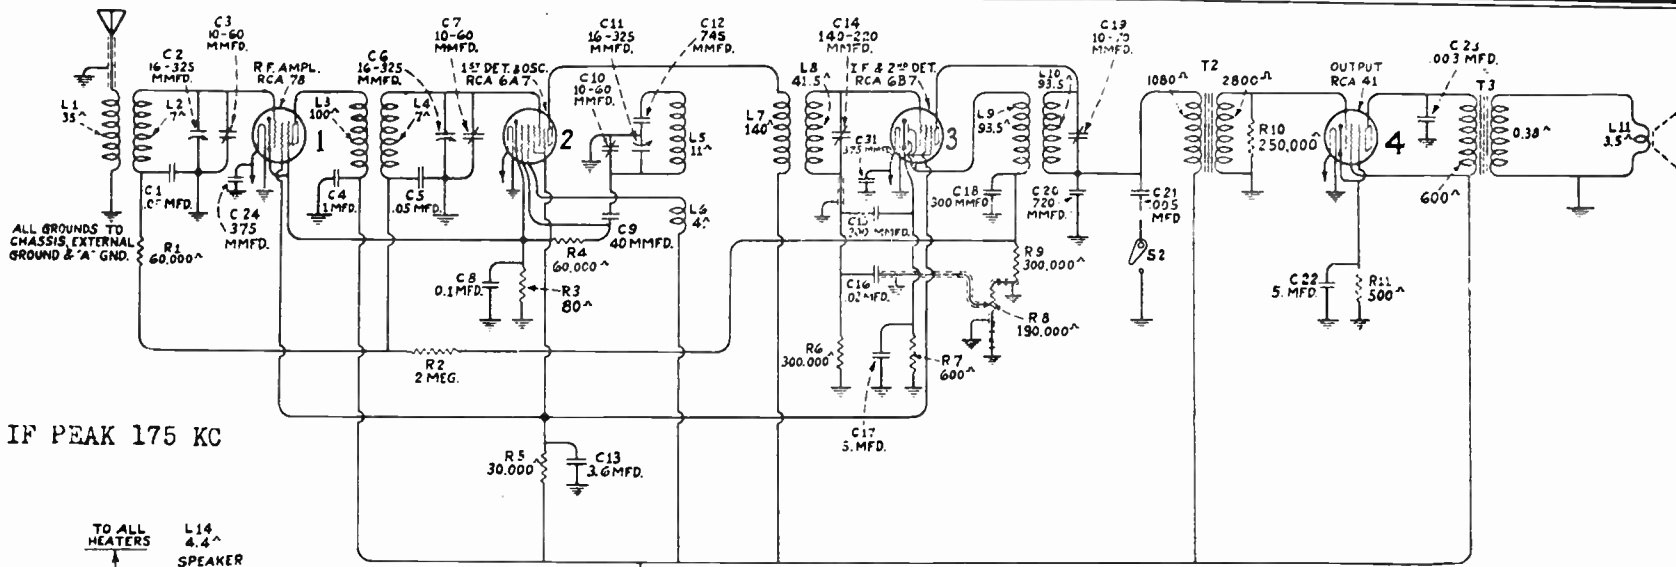 C3
10-60
MMFD.
C2
16-325
MMFD.
R.F. AMPL.
RCA 78
L1
35^
L2
7^
1
C1
.05 MFD.
C24
375
MMFD.
ALL GROUNDS TO
CHASSIS, EXTERNAL
GROUND & "A" GND.
R1
60,000^
L3
100^
C4
.1 MFD.
C7
10-60
MMFD.
C6
16-325
MMFD.
L4
7^
C5
.05 MFD.
1ST DET. & OSC.
RCA 6A7
2
C11
16-325
MMFD.
C10
10-60
MMFD.
C12
745
MMFD.
L5
11^
L6
4^
C9
40 MMFD.
R4
60,000^
C8
0.1 MFD.
R3
80^
R2
2 MEG.
R5
30,000^
C13
3.6 MFD.
L7
140^
L8
41.5^
C14
140-220
MMFD.
I.F. & 2ND DET.
RCA 6B7
3
C31
375 MMFD.
200 MMFD.
C16
.02 MFD.
R6
300,000^
C17
5. MFD.
R7
600^
L9
93.5^
L10
93.5^
C19
MMFD.
C18
300 MMFD
C20
720
MMFD.
R9
300,000^
R8
190,000^
C21
.005
MFD
S2
T2
1080^
2800Ω
R10
250,000^
OUTPUT
RCA 41
4
C23
.003 MFD.
T3
600^
0.38^
L11
3.5^
C22
5. MFD.
R11
500^
IF PEAK 175 KC
TO ALL
HEATERS
L14
4.4^
SPEAKER